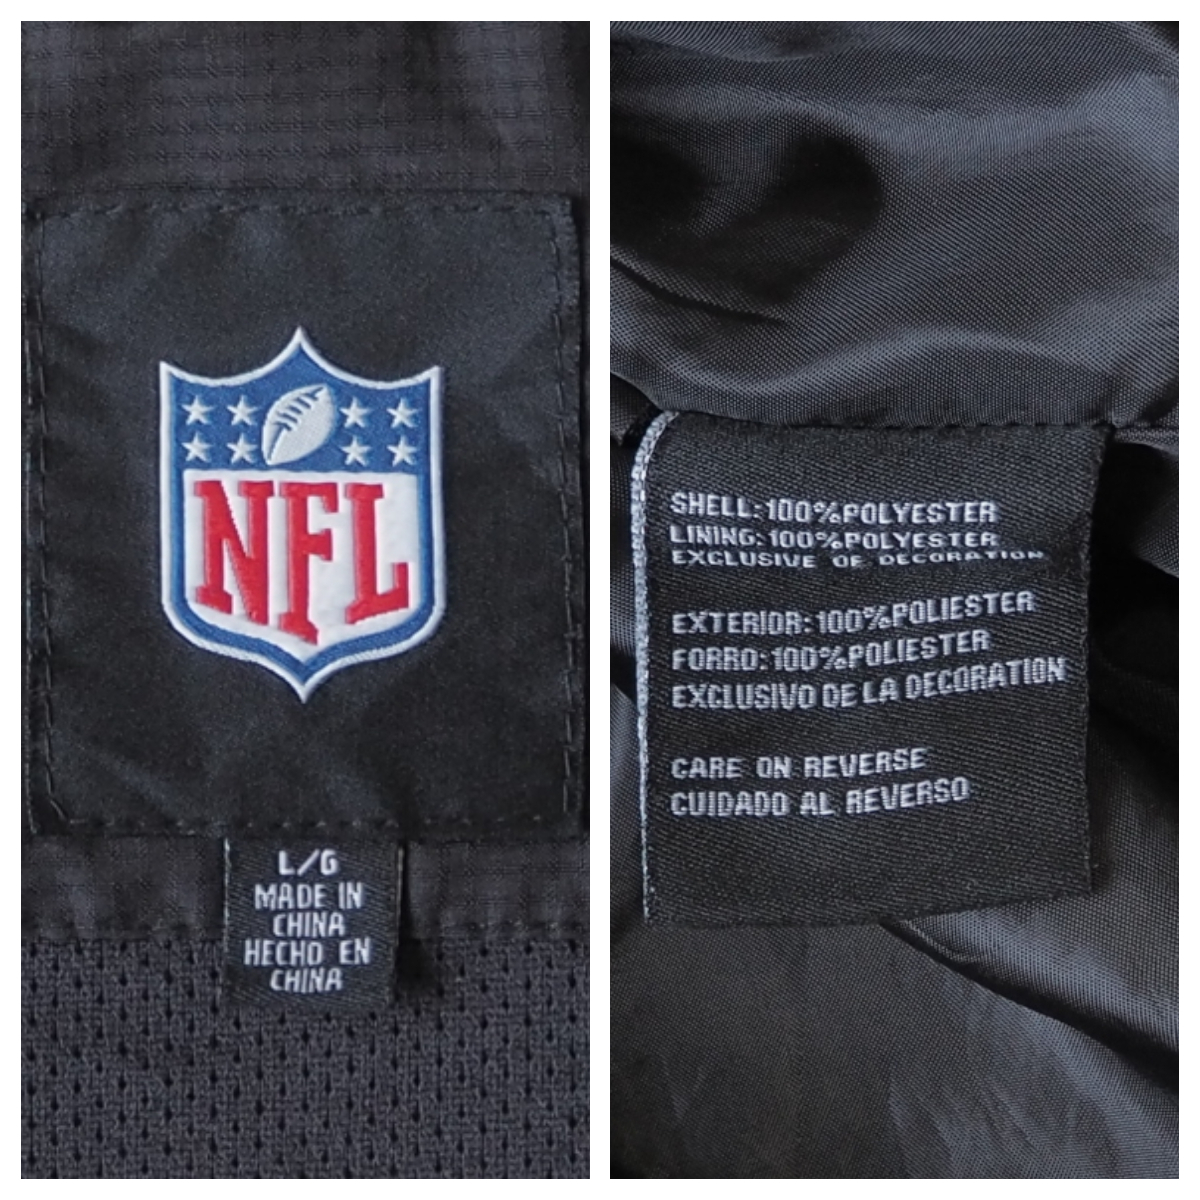 NFL
L/G
MADE IN
CHINA
HECHO EN
CHINA
SHELL:100%POLYESTER
LINING:100%POLYESTER
EXCLUSIVE OF DECORATION
EXTERIOR:100%POLIESTER
FORRO:100%POLIESTER
EXCLUSIVO DE LA DECORATION
CARE ON REVERSE
CUIDADO AL REVERSO